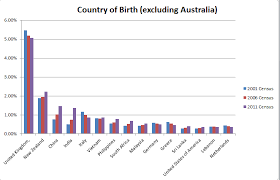 Country of Birth (excluding Australia)
6.00%
5.00%
4.00%
3.00%
2.00%
1.00%
0.00%
2001 Census
2006 Census
2011 Census
United Kingdom...
New Zealand
China
India
Italy
Vietnam
Philippines
South Africa
Malaysia
Germany
Greece
Sri Lanka
United States of America
Lebanon
Netherlands